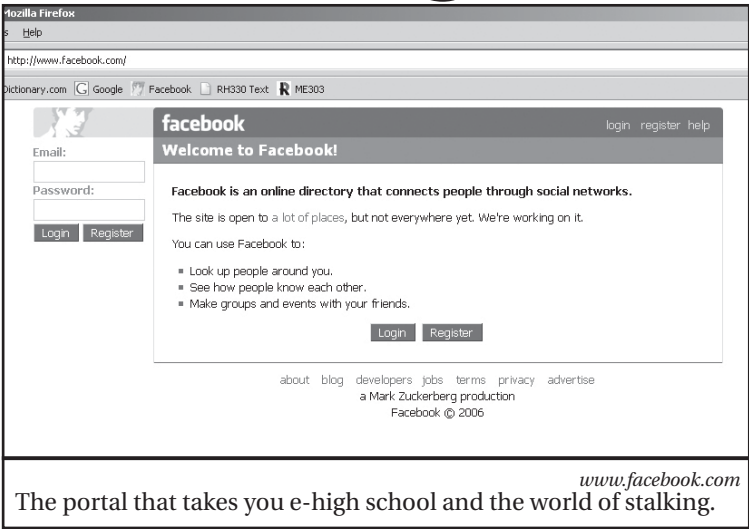 Mozilla Firefox
s Help
http://www.facebook.com/
Dictionary.com G Google Facebook RH330 Text R ME303
facebook
login register help
Email:
Welcome to Facebook!
Password:
Login Register
Facebook is an online directory that connects people through social networks.
The site is open to a lot of places, but not everywhere yet. We're working on it.
You can use Facebook to:
Look up people around you.
See how people know each other.
Make groups and events with your friends.
Login Register
about blog developers jobs terms privacy advertise
a Mark Zuckerberg production
Facebook © 2006
www.facebook.com
The portal that takes you e-high school and the world of stalking.